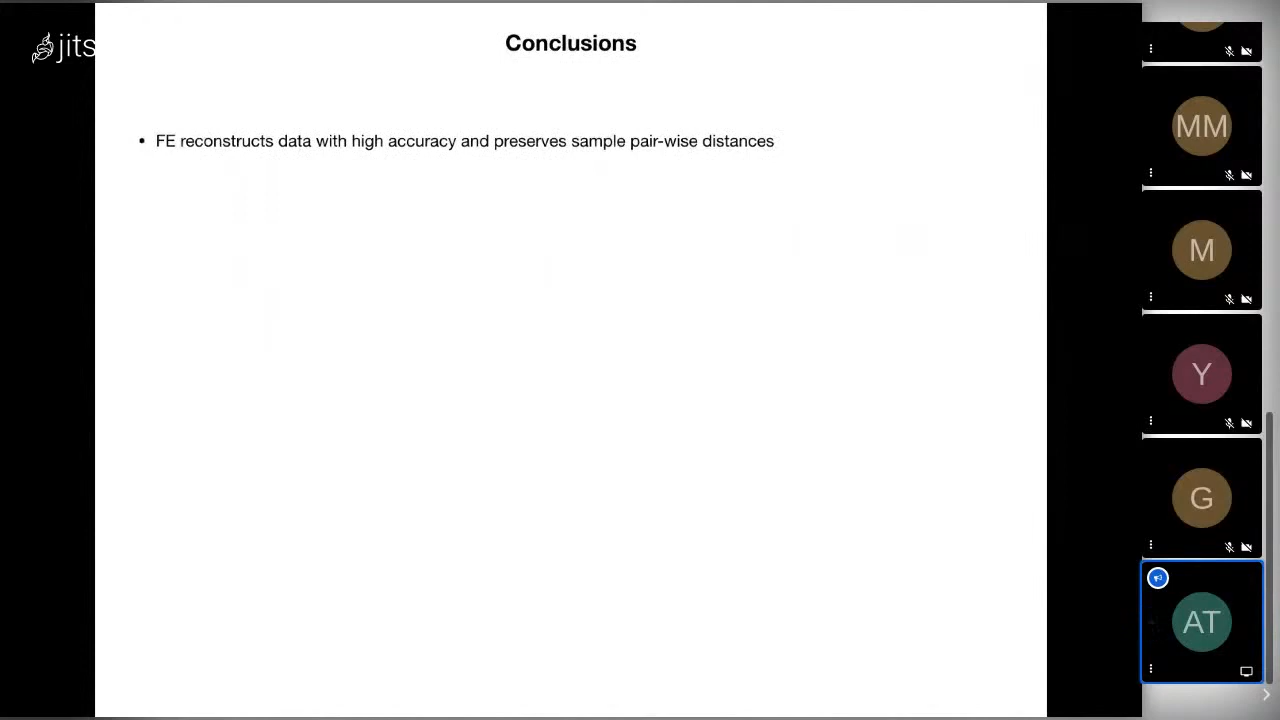 jits
Conclusions
• FE reconstructs data with high accuracy and preserves sample pair-wise distances
MM
M
Y
G
AT